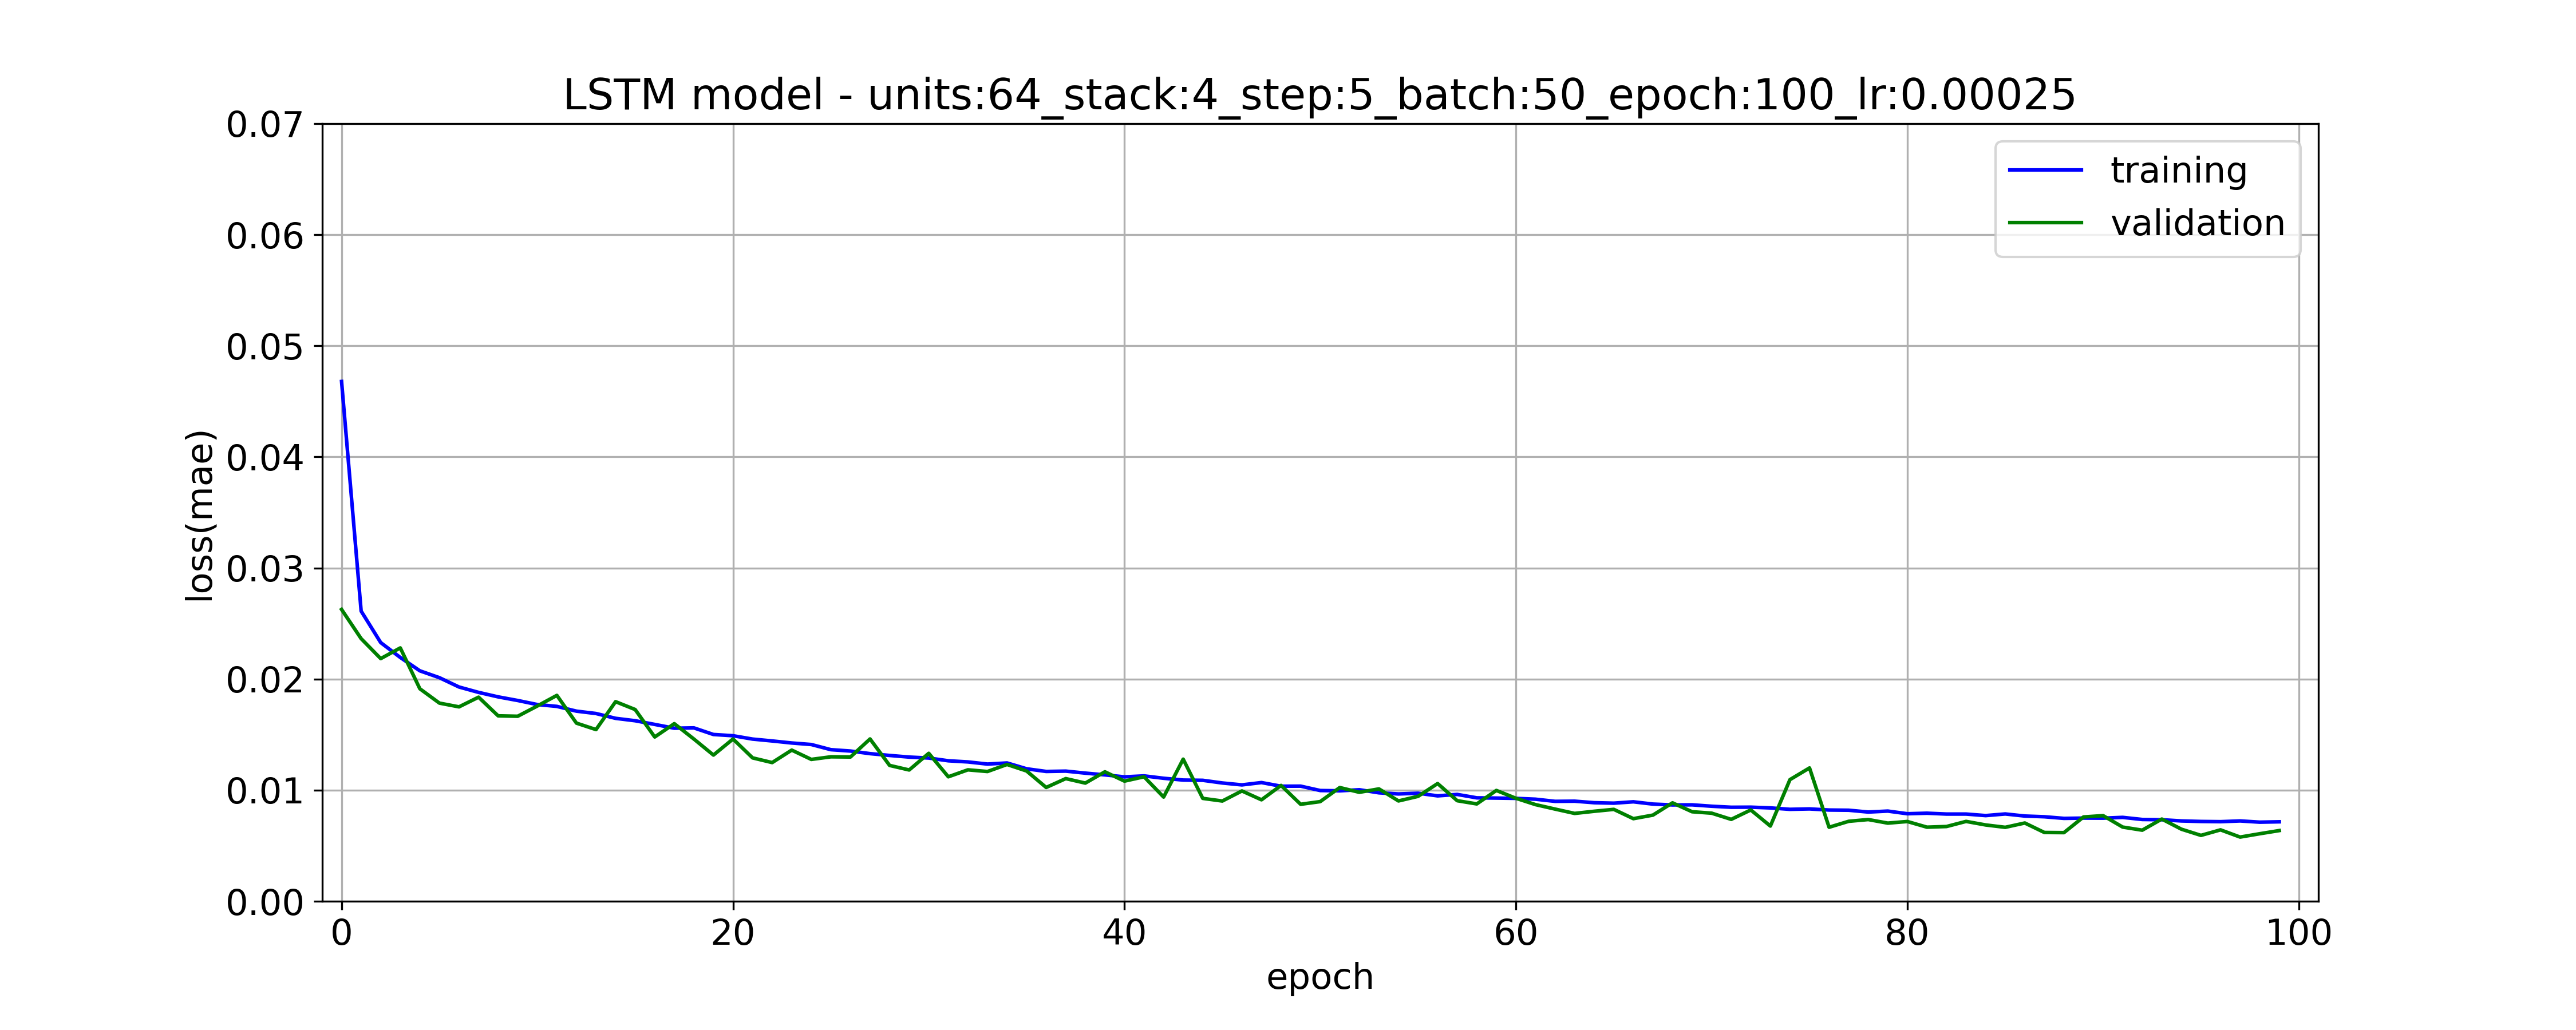 LSTM model - units:64_stack:4_step:5_batch:50_epoch:100_lr:0.00025
0.07
0.06
0.05
0.04
0.03
0.02
0.01
0.00
loss(mae)
training
validation
0 20 40 60 80 100
epoch